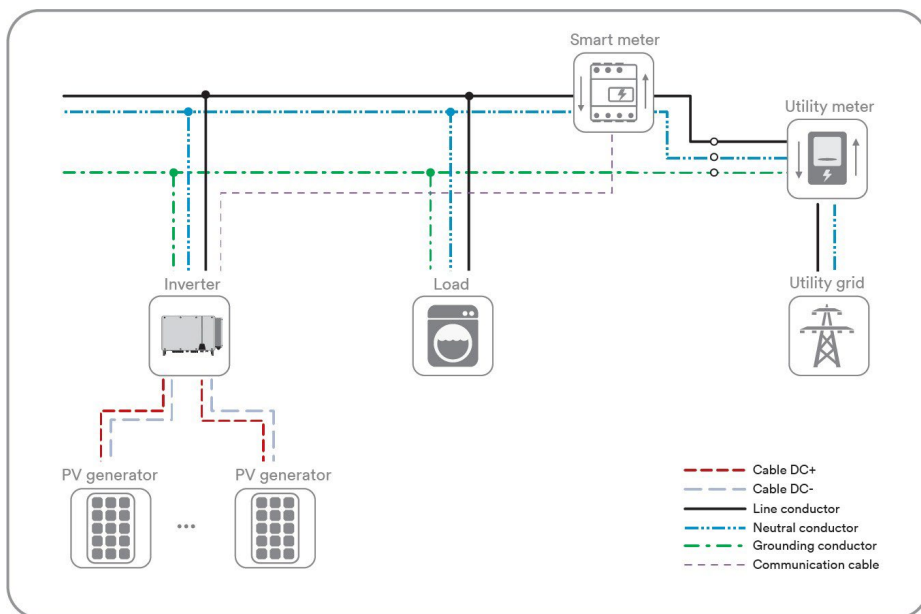 Smart meter
Utility meter
Inverter
Load
Utility grid
PV generator
PV generator
...
Cable DC+
Cable DC-
Line conductor
Neutral conductor
Grounding conductor
Communication cable